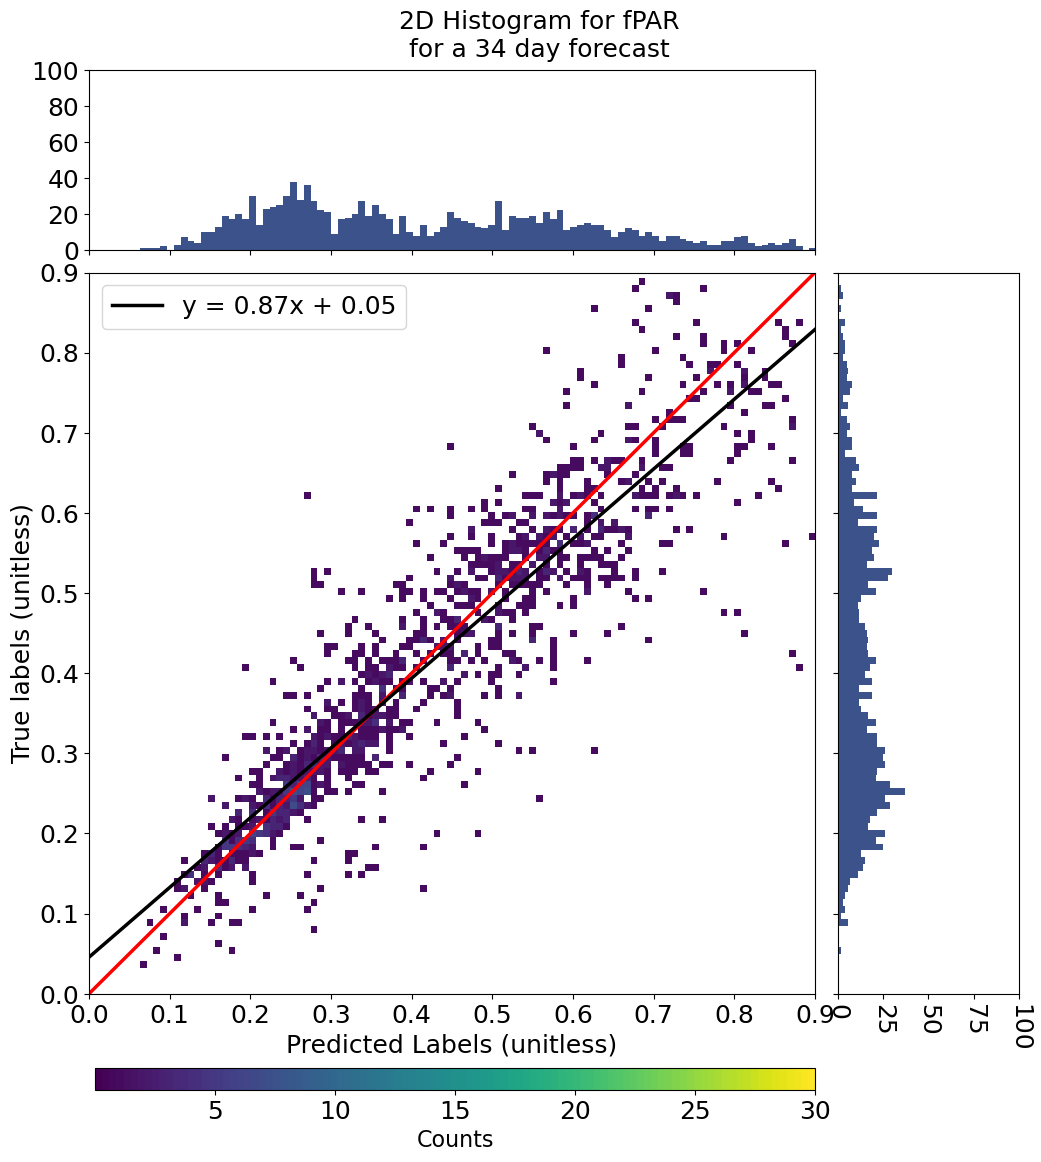 2D Histogram for fPAR
for a 34 day forecast
100
80
60
40
20
0
0.9
0.8
0.7
0.6
0.5
0.4
0.3
0.2
0.1
0.0
True labels (unitless)
y = 0.87x + 0.05
0.0 0.1 0.2 0.3 0.4 0.5 0.6 0.7 0.8 0.9
Predicted Labels (unitless)
0 25 50 75 100
5 10 15 20 25 30
Counts